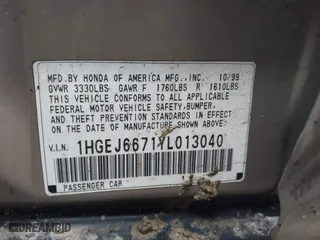 MFD.BY HONDA OF AMERICA MFG.,INC. 10/99
GVWR 3330LBS GAWR F 1760LBS R 1610LBS
THIS VEHICLE CONFORMS TO ALL APPLICABLE
FEDERAL MOTOR VEHICLE SAFETY,BUMPER,
AND THEFT PREVENTION STANDARDS IN EFFECT
ON THE DATE OF MANUFACTURE SHOWN ABOVE.
V.I.N. 1HGEJ6671YL013040
PASSENGER CAR
DREAMBID